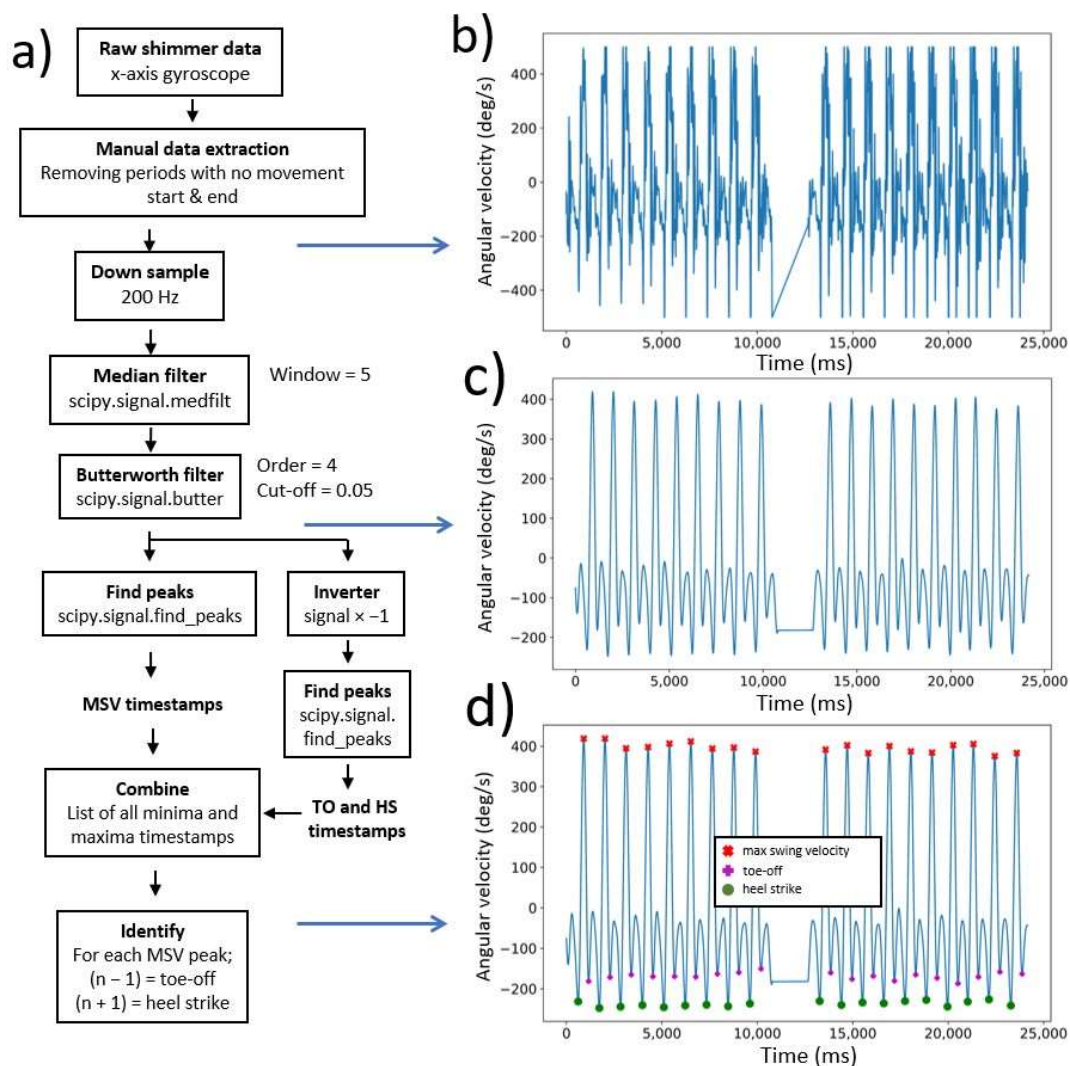 a)
Raw shimmer data
x-axis gyroscope
Manual data extraction
Removing periods with no movement
start & end
Down sample
200 Hz
Median filter
scipy.signal.medfilt
Window = 5
Butterworth filter
scipy.signal.butter
Order = 4
Cut-off = 0.05
Find peaks
scipy.signal.find_peaks
Inverter
signal × −1
MSV timestamps
Find peaks
scipy.signal.
find_peaks
Combine
List of all minima and
maxima timestamps
TO and HS
timestamps
Identify
For each MSV peak;
(n − 1) = toe-off
(n + 1) = heel strike
b)
Angular velocity (deg/s)
400
200
0
−200
−400
0 5,000 10,000 15,000 20,000 25,000
Time (ms)
c)
Angular velocity (deg/s)
400
300
200
100
0
−100
−200
0 5,000 10,000 15,000 20,000 25,000
Time (ms)
d)
Angular velocity (deg/s)
400
300
200
100
0
−100
−200
max swing velocity
toe-off
heel strike
0 5,000 10,000 15,000 20,000 25,000
Time (ms)